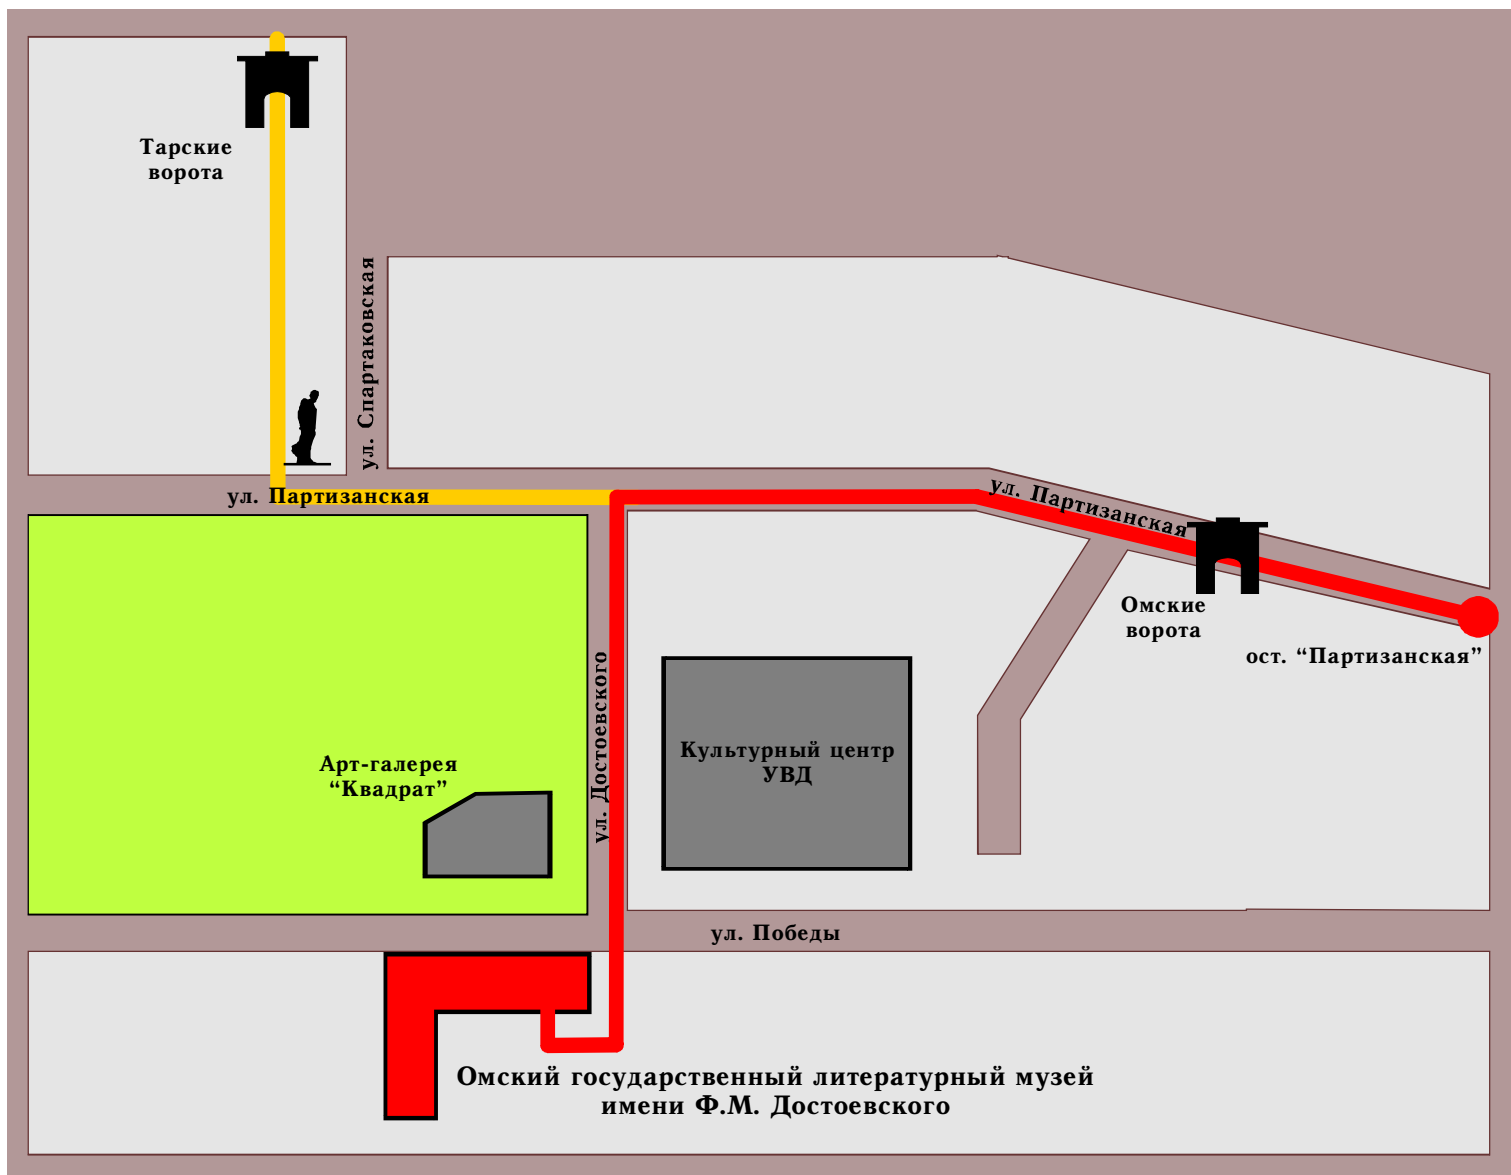 Тарские
ворота
ул. Спартаковская
ул. Партизанская
ул. Партизанская
Омские
ворота
ост. “Партизанская”
ул. Достоевского
Культурный центр
УВД
Арт-галерея
“Квадрат”
ул. Победы
Омский государственный литературный музей
имени Ф.М. Достоевского